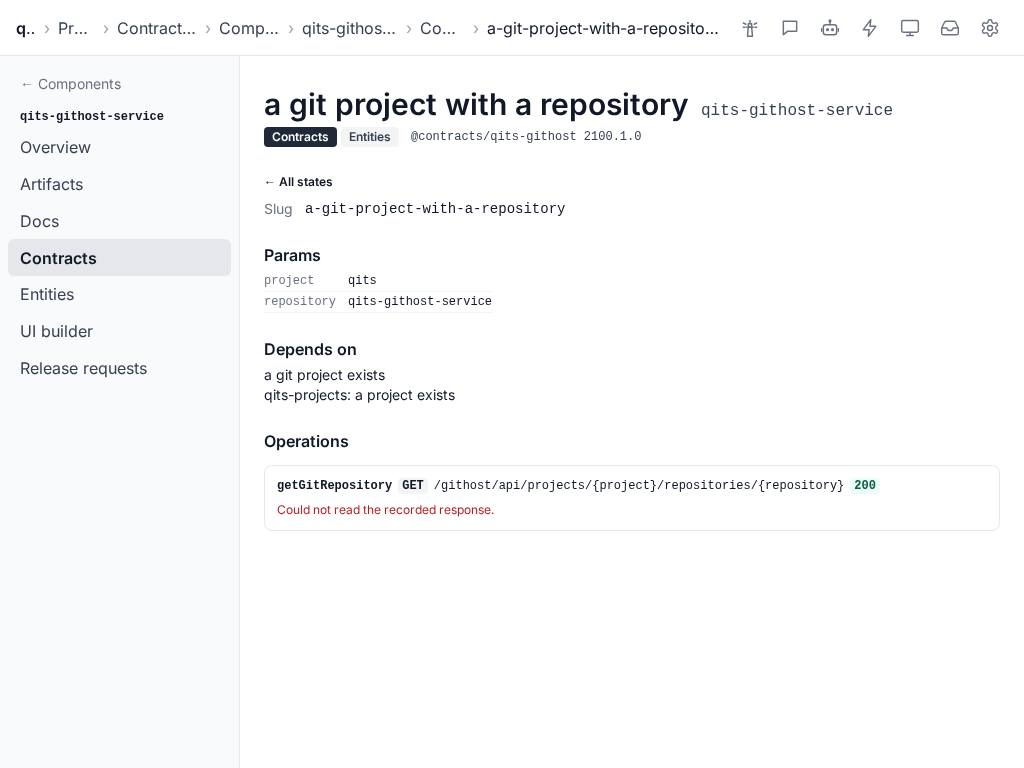 q.. › Pr... › Contract... › Comp... › qits-githos... › Co... › a-git-project-with-a-reposito...
← Components
qits-githost-service
Overview
Artifacts
Docs
Contracts
Entities
UI builder
Release requests
a git project with a repository qits-githost-service
Contracts Entities @contracts/qits-githost 2100.1.0
← All states
Slug a-git-project-with-a-repository
Params
project qits
repository qits-githost-service
Depends on
a git project exists
qits-projects: a project exists
Operations
getGitRepository GET /githost/api/projects/{project}/repositories/{repository} 200
Could not read the recorded response.